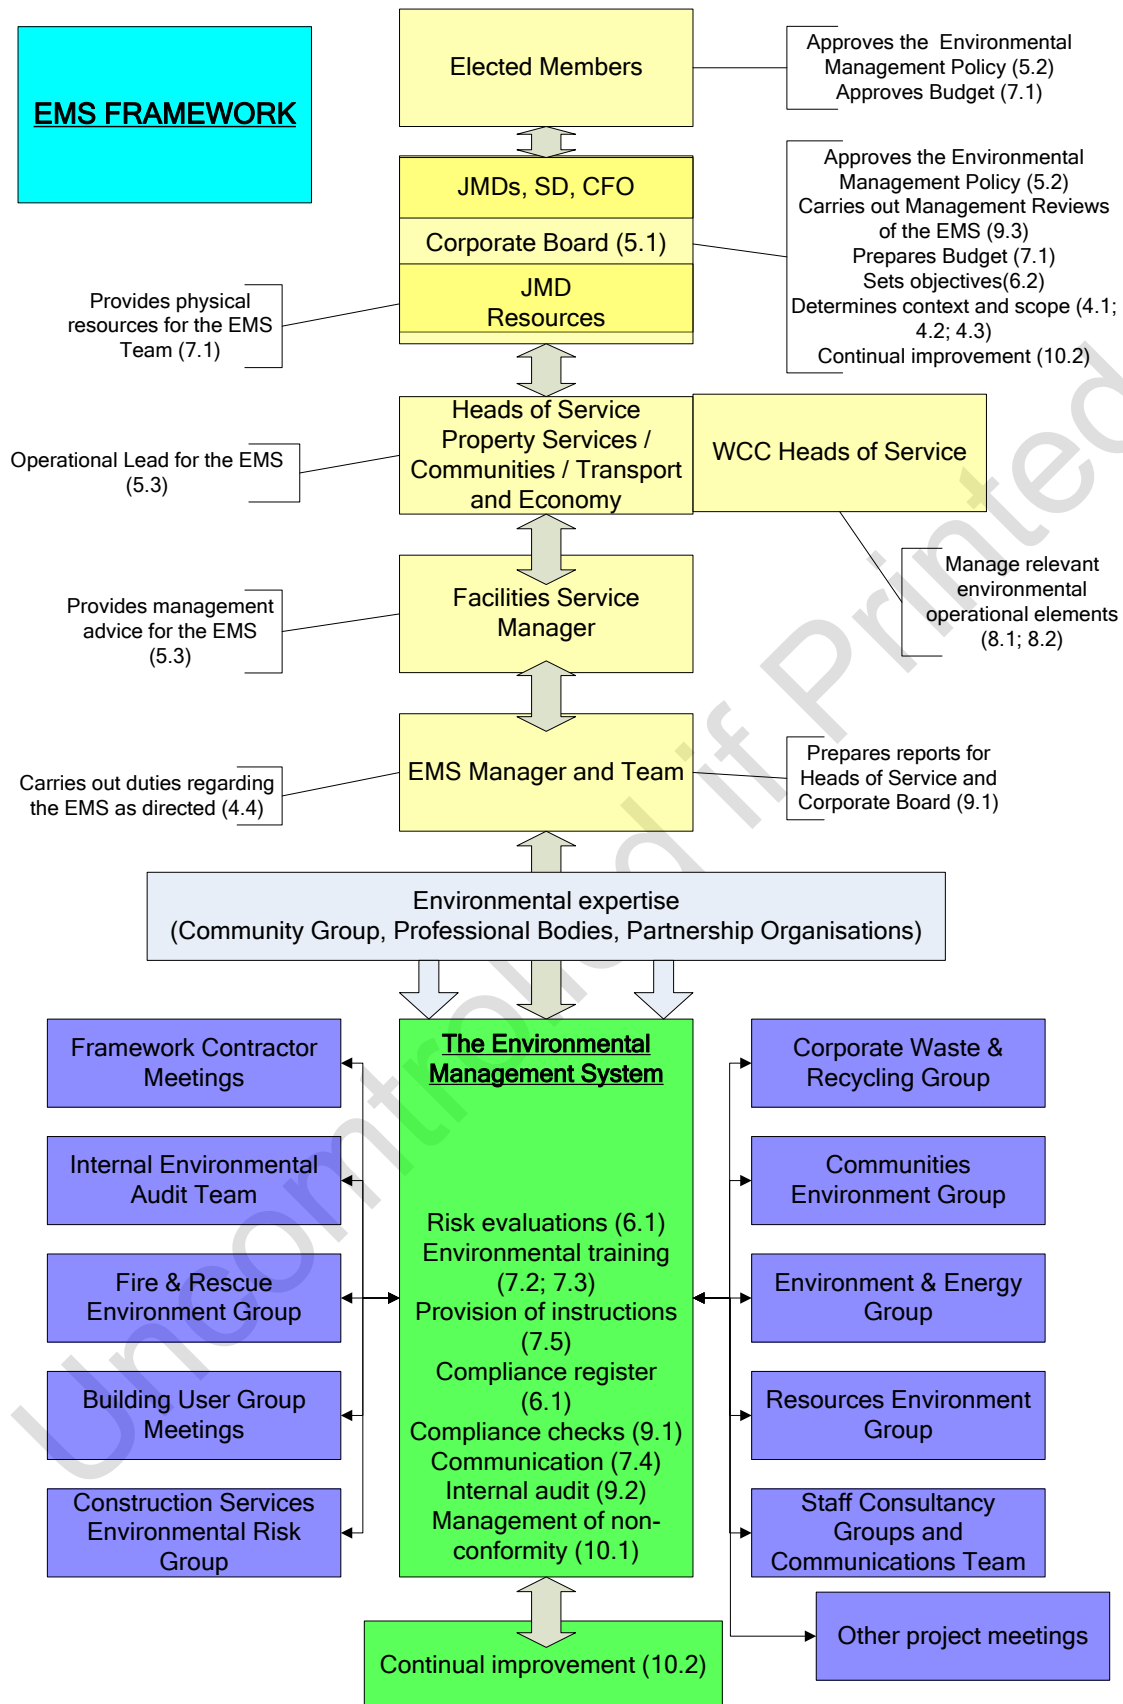 EMS FRAMEWORK
Elected Members
Approves the Environmental
Management Policy (5.2)
Approves Budget (7.1)
JMDs, SD, CFO
Corporate Board (5.1)
JMD
Resources
Approves the Environmental
Management Policy (5.2)
Carries out Management Reviews
of the EMS (9.3)
Prepares Budget (7.1)
Sets objectives(6.2)
Determines context and scope (4.1;
4.2; 4.3)
Continual improvement (10.2)
Provides physical
resources for the EMS
Team (7.1)
Heads of Service
Property Services /
Communities / Transport
and Economy
WCC Heads of Service
Operational Lead for the EMS
(5.3)
Manage relevant
environmental
operational elements
(8.1; 8.2)
Facilities Service
Manager
Provides management
advice for the EMS
(5.3)
EMS Manager and Team
Carries out duties regarding
the EMS as directed (4.4)
Prepares reports for
Heads of Service and
Corporate Board (9.1)
Environmental expertise
(Community Group, Professional Bodies, Partnership Organisations)
Framework Contractor
Meetings
Internal Environmental
Audit Team
Fire & Rescue
Environment Group
Building User Group
Meetings
Construction Services
Environmental Risk
Group
The Environmental
Management System
Risk evaluations (6.1)
Environmental training
(7.2; 7.3)
Provision of instructions
(7.5)
Compliance register
(6.1)
Compliance checks (9.1)
Communication (7.4)
Internal audit (9.2)
Management of non-
conformity (10.1)
Corporate Waste &
Recycling Group
Communities
Environment Group
Environment & Energy
Group
Resources Environment
Group
Staff Consultancy
Groups and
Communications Team
Other project meetings
Continual improvement (10.2)
Uncomtrolled if Printed